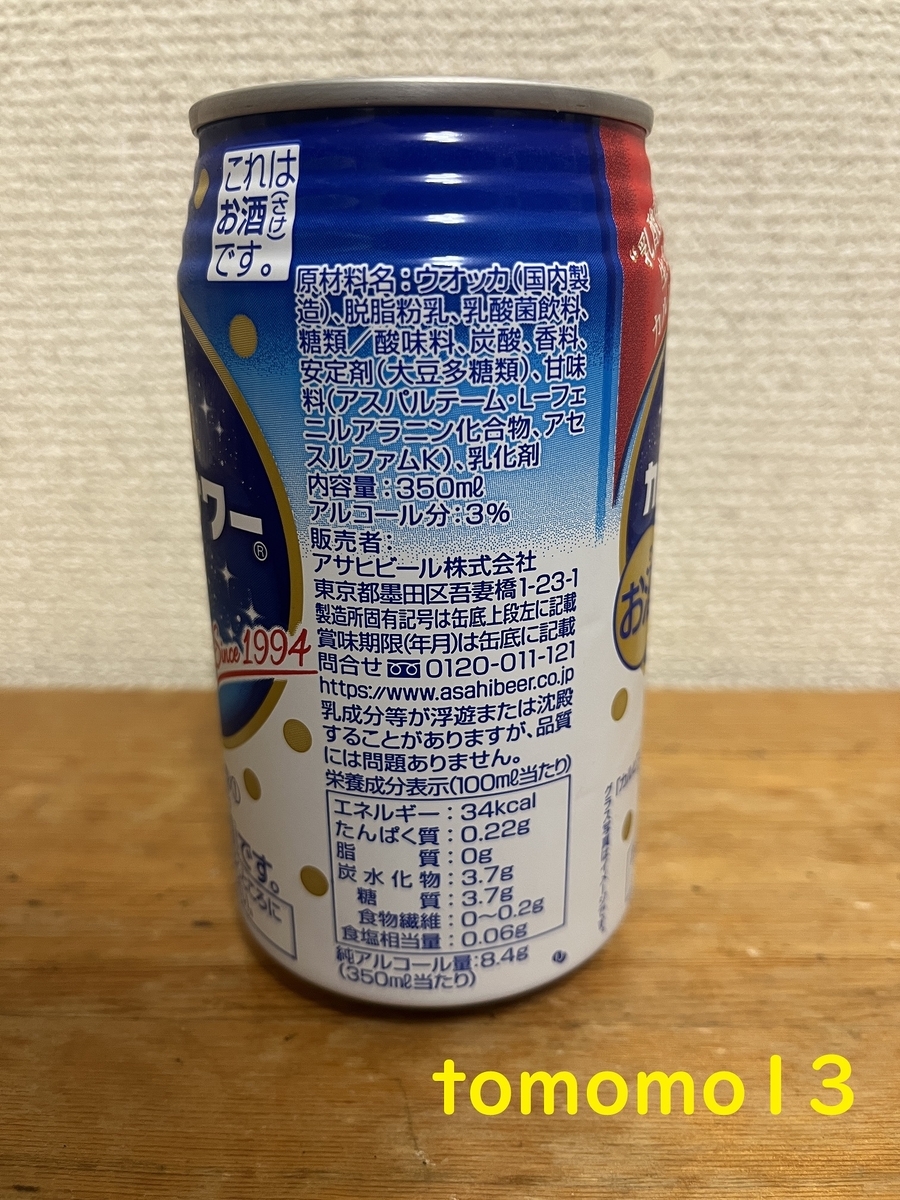 これは
お酒(さけ)
です。
原材料名：ウオッカ（国内製
造）、脱脂粉乳、乳酸菌飲料、
糖類／酸味料、炭酸、香料、
安定剤（大豆多糖類）、甘味
料（アスパルテーム・L-フェ
ニルアラニン化合物、アセ
スルファムK）、乳化剤
内容量：350mℓ
アルコール分：3%
販売者：
アサヒビール株式会社
東京都墨田区吾妻橋1-23-1
製造所固有記号は缶底上段左に記載
賞味期限(年月)は缶底に記載
問合せ 0120-011-121
https://www.asahibeer.co.jp
乳成分等が浮遊または沈殿
することがありますが、品質
には問題ありません。
栄養成分表示(100mℓ当たり)
エネルギー：34kcal
たんぱく質：0.22g
脂質：0g
炭水化物：3.7g
糖質：3.7g
食物繊維：0〜0.2g
食塩相当量：0.06g
純アルコール量：8.4g
(350mℓ当たり)
ワー®
Since 1994
です。
お酒
tomomo13